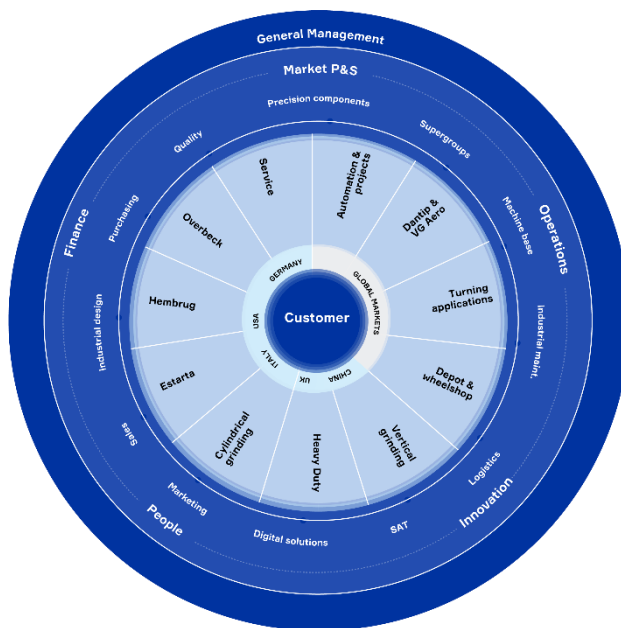 General Management
Market P&S
Precision components
Quality
Supergroups
Service
Automation &
projects
Purchasing
Overbeck
Dantip &
VG Aero
Machine base
Finance
Operations
GERMANY
GLOBAL MARKETS
Hembrug
Turning
applications
Industrial design
USA
Customer
industrial maint.
ITALY
UK
CHINA
Estarta
Depot &
wheelshop
Sales
Cylindrical
grinding
Heavy Duty
Vertical
grinding
Logistics
Marketing
People
Digital solutions
SAT
Innovation